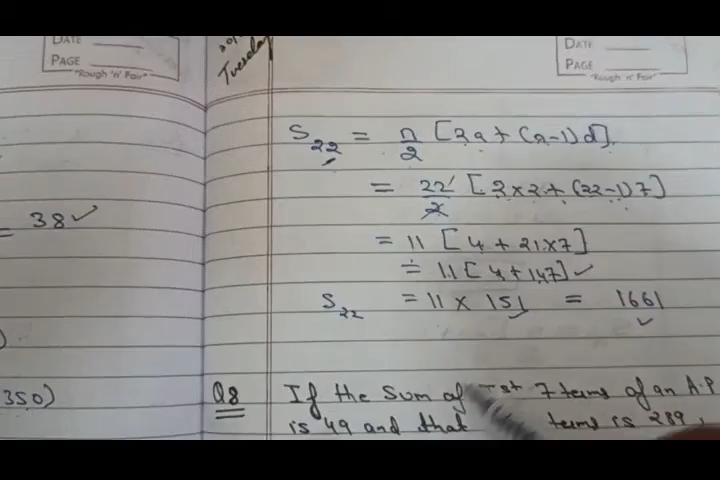 DATE
PAGE
"Rough 'n' Fair"
Tuesday
DATE
PAGE
"Rough 'n' Fair"
= 38 ✓
350)
S₂₂ = n/2 [2a + (n-1)d]
= 22/2 [2×2 + (22-1)7]
= 11 [4 + 21×7]
= 11 [4 + 147] ✓
S₂₂ = 11 × 151 = 1661
Q8 If the Sum of Ist 7 terms of an A.P
is 49 and that terms is 289,